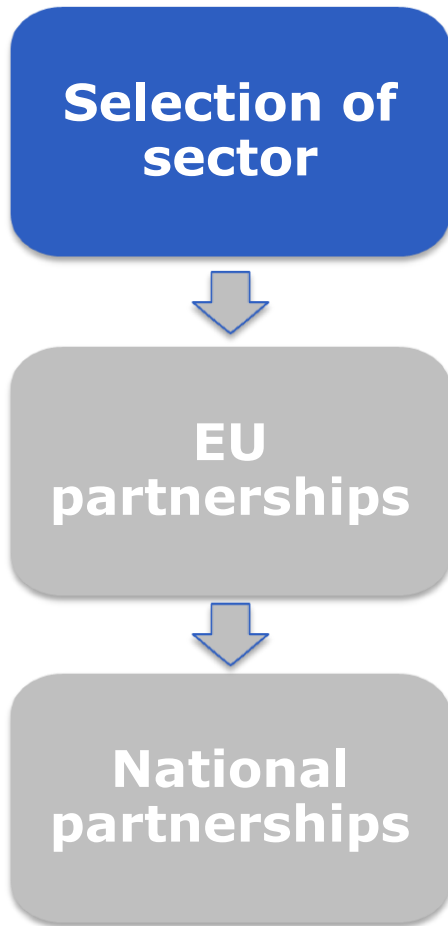 Selection of
sector
EU
partnerships
National
partnerships